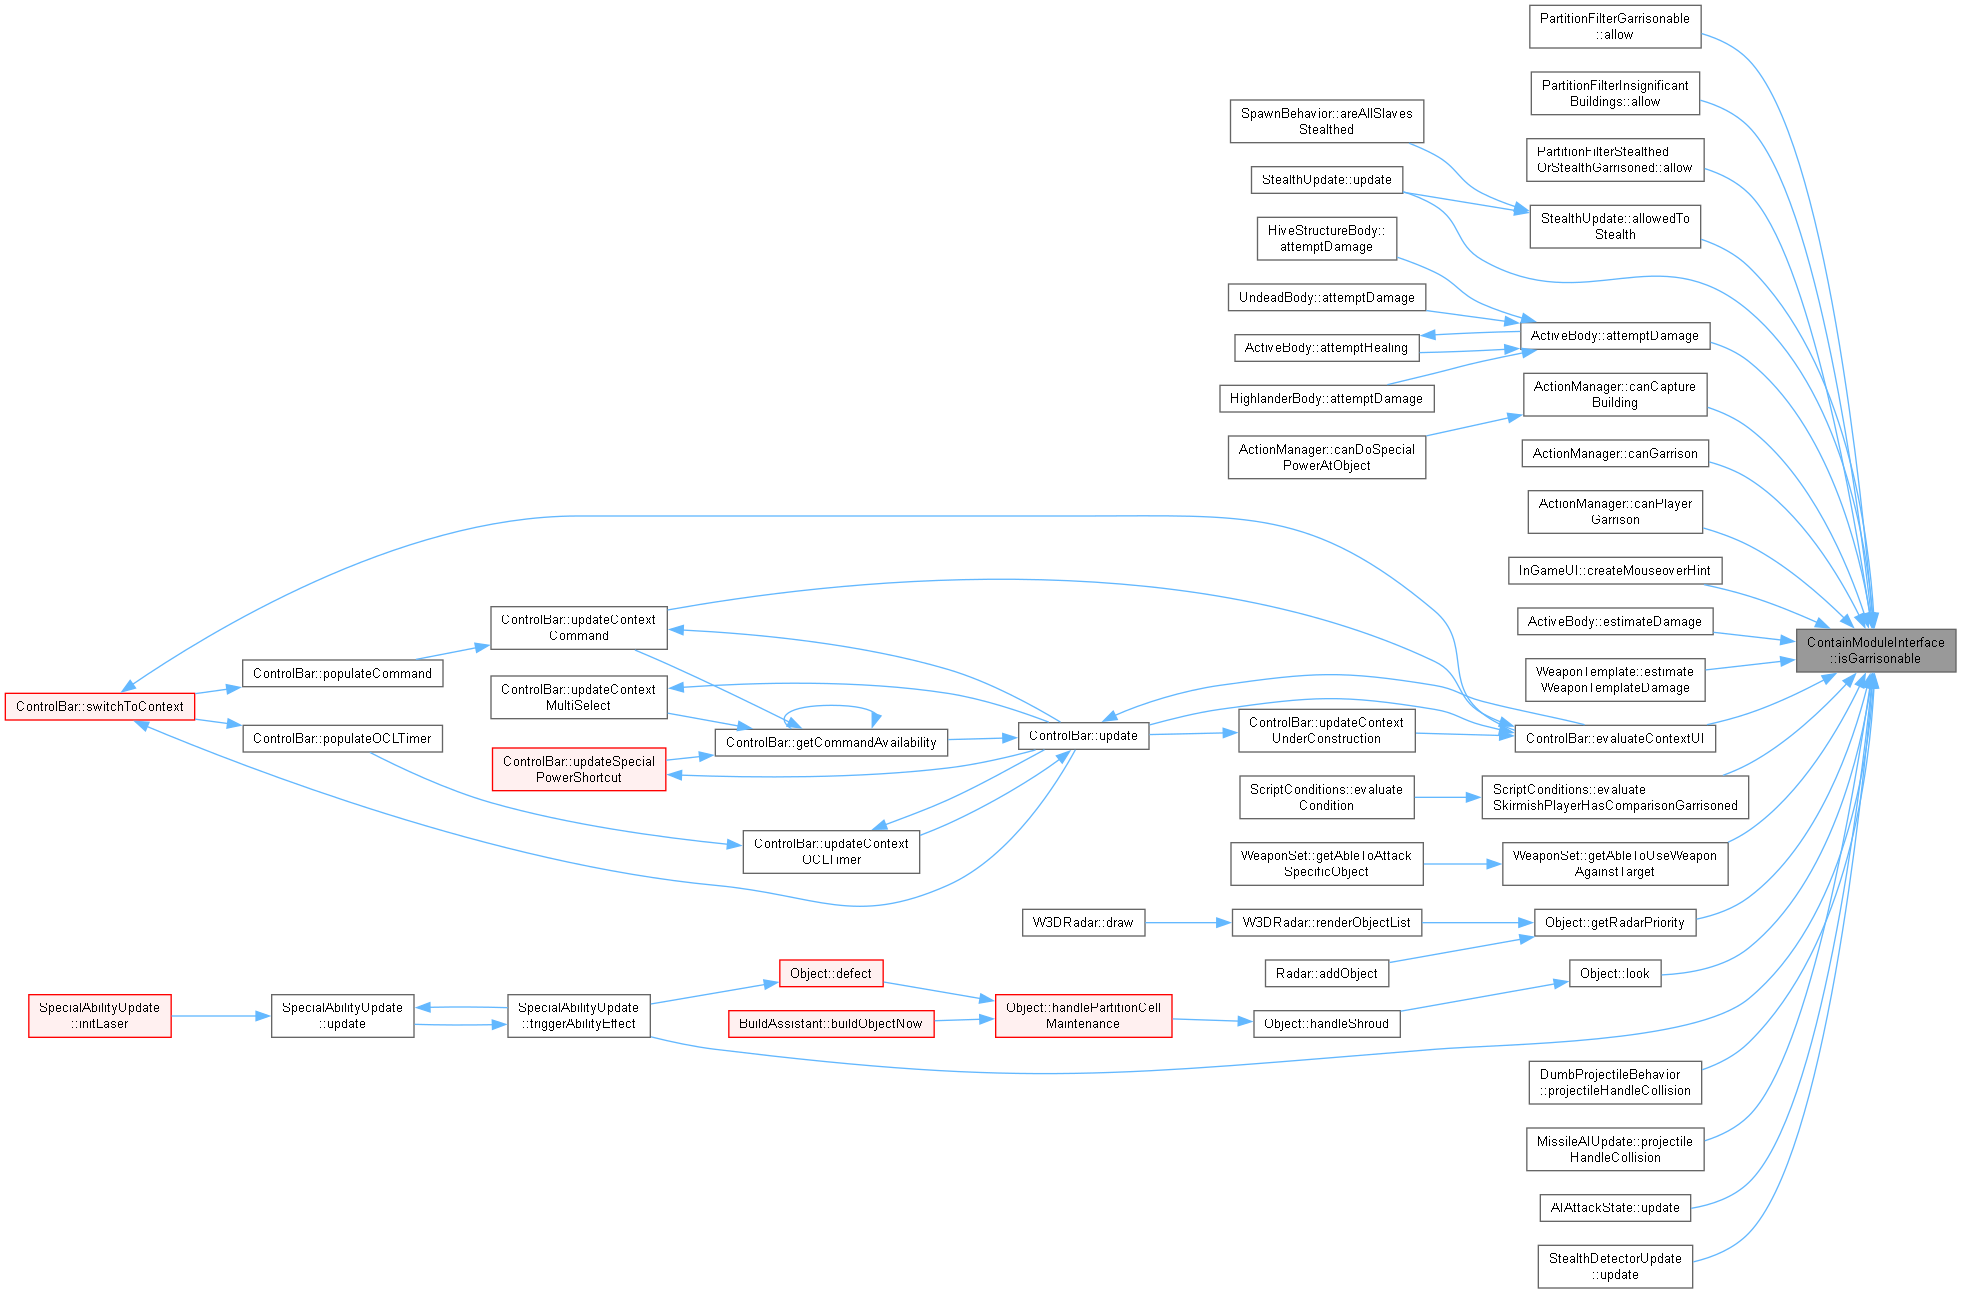 PartitionFilterGarrisonable
::allow
PartitionFilterInsignificant
Buildings::allow
PartitionFilterStealthed
OrStealthGarrisoned::allow
SpawnBehavior::areAllSlaves
Stealthed
StealthUpdate::update
StealthUpdate::allowedTo
Stealth
HiveStructureBody::
attemptDamage
UndeadBody::attemptDamage
ActiveBody::attemptHealing
HighlanderBody::attemptDamage
ActiveBody::attemptDamage
ActionManager::canCapture
Building
ActionManager::canDoSpecial
PowerAtObject
ActionManager::canGarrison
ActionManager::canPlayer
Garrison
InGameUI::createMouseoverHint
ActiveBody::estimateDamage
WeaponTemplate::estimate
WeaponTemplateDamage
ContainModuleInterface
::isGarrisonable
ControlBar::updateContext
Command
ControlBar::populateCommand
ControlBar::updateContext
MultiSelect
ControlBar::switchToContext
ControlBar::populateOCLTimer
ControlBar::getCommandAvailability
ControlBar::update
ControlBar::updateContext
UnderConstruction
ControlBar::evaluateContextUI
ControlBar::updateSpecial
PowerShortcut
ScriptConditions::evaluate
Condition
ScriptConditions::evaluate
SkirmishPlayerHasComparisonGarrisoned
ControlBar::updateContext
OCLTimer
WeaponSet::getAbleToAttack
SpecificObject
WeaponSet::getAbleToUseWeapon
AgainstTarget
W3DRadar::draw
W3DRadar::renderObjectList
Object::getRadarPriority
Radar::addObject
Object::look
Object::defect
SpecialAbilityUpdate
::initLaser
SpecialAbilityUpdate
::update
SpecialAbilityUpdate
::triggerAbilityEffect
BuildAssistant::buildObjectNow
Object::handlePartitionCell
Maintenance
Object::handleShroud
DumbProjectileBehavior
::projectileHandleCollision
MissileAIUpdate::projectile
HandleCollision
AIAttackState::update
StealthDetectorUpdate
::update